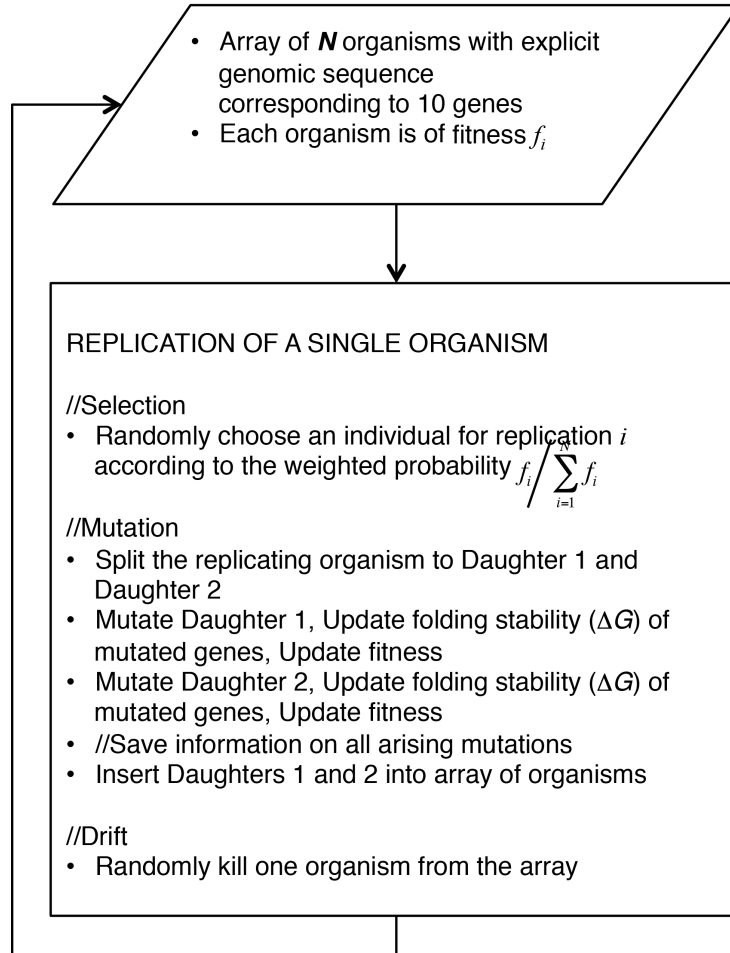 • Array of N organisms with explicit
genomic sequence
corresponding to 10 genes
• Each organism is of fitness f_i
REPLICATION OF A SINGLE ORGANISM
//Selection
• Randomly choose an individual for replication i
according to the weighted probability f_i / ∑_{i=1}^{N} f_i
//Mutation
• Split the replicating organism to Daughter 1 and
Daughter 2
• Mutate Daughter 1, Update folding stability (ΔG) of
mutated genes, Update fitness
• Mutate Daughter 2, Update folding stability (ΔG) of
mutated genes, Update fitness
• //Save information on all arising mutations
• Insert Daughters 1 and 2 into array of organisms
//Drift
• Randomly kill one organism from the array